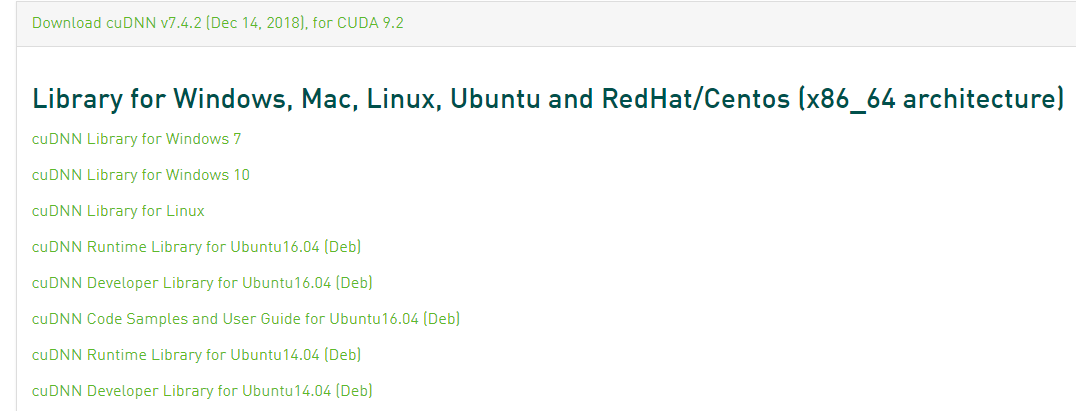 Download cuDNN v7.4.2 (Dec 14, 2018), for CUDA 9.2
Library for Windows, Mac, Linux, Ubuntu and RedHat/Centos (x86_64 architecture)
cuDNN Library for Windows 7
cuDNN Library for Windows 10
cuDNN Library for Linux
cuDNN Runtime Library for Ubuntu16.04 (Deb)
cuDNN Developer Library for Ubuntu16.04 (Deb)
cuDNN Code Samples and User Guide for Ubuntu16.04 (Deb)
cuDNN Runtime Library for Ubuntu14.04 (Deb)
cuDNN Developer Library for Ubuntu14.04 (Deb)